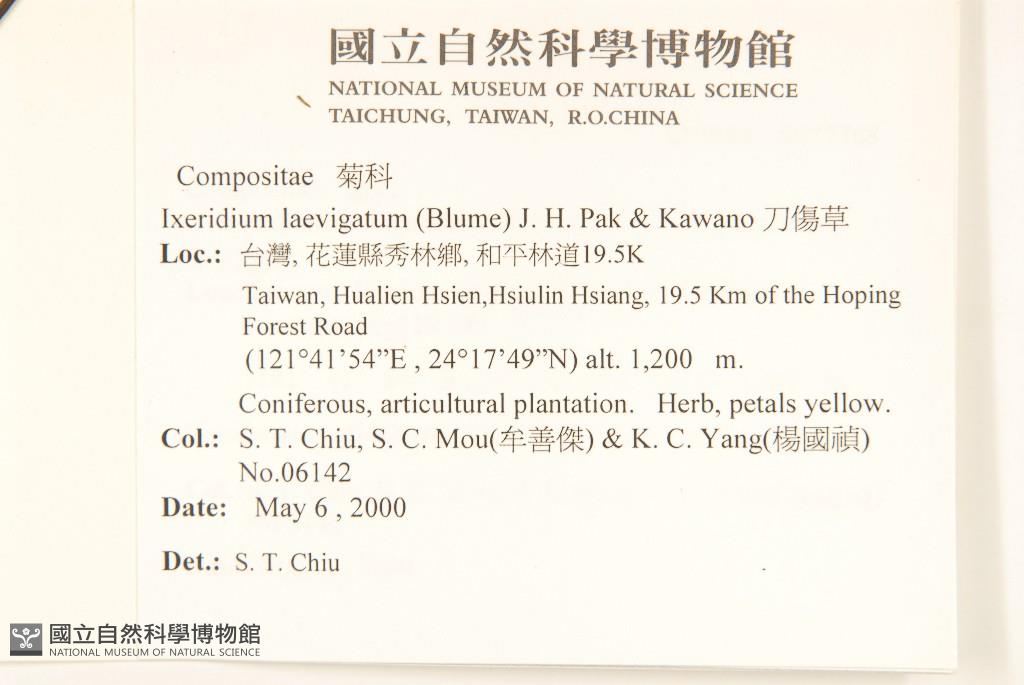 國立自然科學博物館
NATIONAL MUSEUM OF NATURAL SCIENCE
TAICHUNG, TAIWAN, R.O.CHINA
Compositae 菊科
Ixeridium laevigatum (Blume) J. H. Pak & Kawano 刀傷草
Loc.: 台灣, 花蓮縣秀林鄉, 和平林道19.5K
Taiwan, Hualien Hsien,Hsiulin Hsiang, 19.5 Km of the Hoping
Forest Road
(121°41’54”E , 24°17’49”N) alt. 1,200 m.
Coniferous, articultural plantation. Herb, petals yellow.
Col.: S. T. Chiu, S. C. Mou(牟善傑) & K. C. Yang(楊國禎)
No.06142
Date: May 6 , 2000
Det.: S. T. Chiu
國立自然科學博物館
NATIONAL MUSEUM OF NATURAL SCIENCE